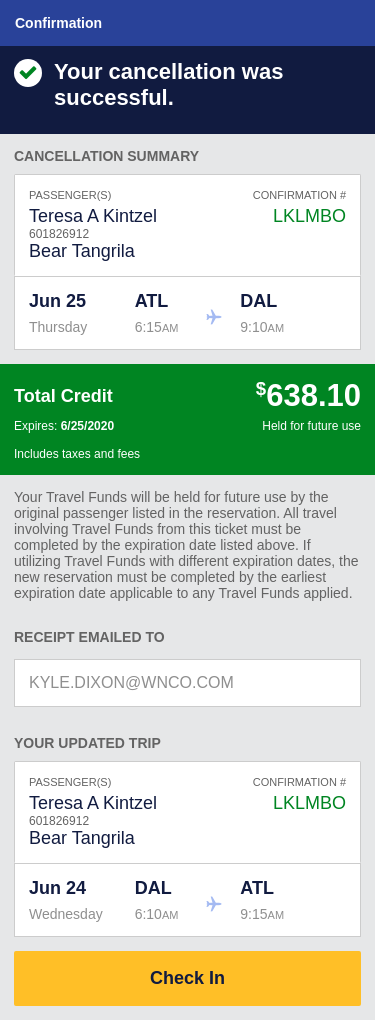 Confirmation
Your cancellation was
successful.
CANCELLATION SUMMARY
PASSENGER(S) CONFIRMATION #
Teresa A Kintzel LKLMBO
601826912
Bear Tangrila
Jun 25 ATL DAL
Thursday 6:15AM 9:10AM
Total Credit $638.10
Expires: 6/25/2020 Held for future use
Includes taxes and fees
Your Travel Funds will be held for future use by the
original passenger listed in the reservation. All travel
involving Travel Funds from this ticket must be
completed by the expiration date listed above. If
utilizing Travel Funds with different expiration dates, the
new reservation must be completed by the earliest
expiration date applicable to any Travel Funds applied.
RECEIPT EMAILED TO
KYLE.DIXON@WNCO.COM
YOUR UPDATED TRIP
PASSENGER(S) CONFIRMATION #
Teresa A Kintzel LKLMBO
601826912
Bear Tangrila
Jun 24 DAL ATL
Wednesday 6:10AM 9:15AM
Check In